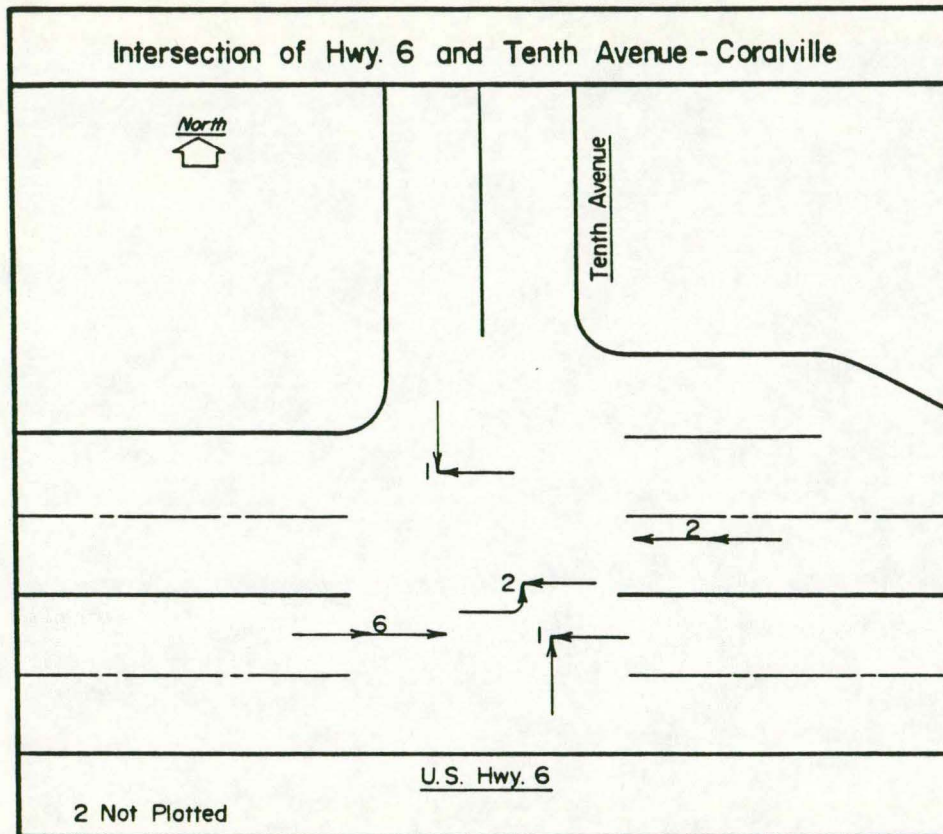 Intersection of Hwy. 6 and Tenth Avenue - Coralville
North
Tenth Avenue
1
2
2
6
1
U.S. Hwy. 6
2 Not Plotted